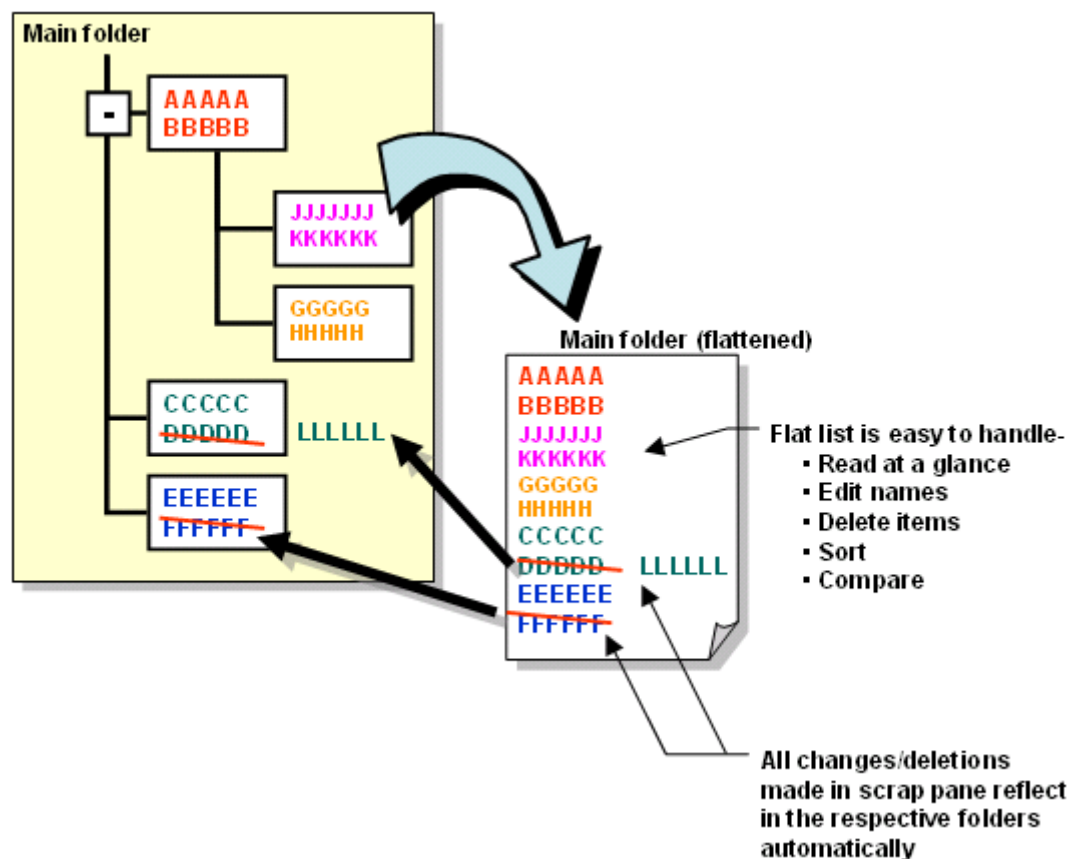 Main folder
-
AAAAA
BBBBB
JJJJJJJ
KKKKKK
GGGGG
HHHHH
CCCCC
DDDDD LLLLLL
EEEEEE
FFFFFF
Main folder (flattened)
AAAAA
BBBBB
JJJJJJJ
KKKKKK
GGGGG
HHHHH
CCCCC
DDDDD LLLLLL
EEEEEE
FFFFFF
Flat list is easy to handle-
▪ Read at a glance
▪ Edit names
▪ Delete items
▪ Sort
▪ Compare
All changes/deletions
made in scrap pane reflect
in the respective folders
automatically